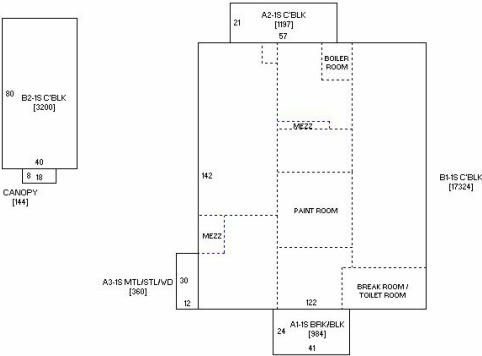 A2-1S C'BLK
[1197]
21
57
BOILER
ROOM
80
B2-1S C'BLK
[3200]
40
8 18
CANOPY
[144]
MEZZ
142
B1-1S C'BLK
[17324]
PAINT ROOM
MEZZ
A3-1S MTL/STL/WD
[360]
30
12
BREAK ROOM /
TOILET ROOM
122
24
A1-1S BRK/BLK
[984]
41